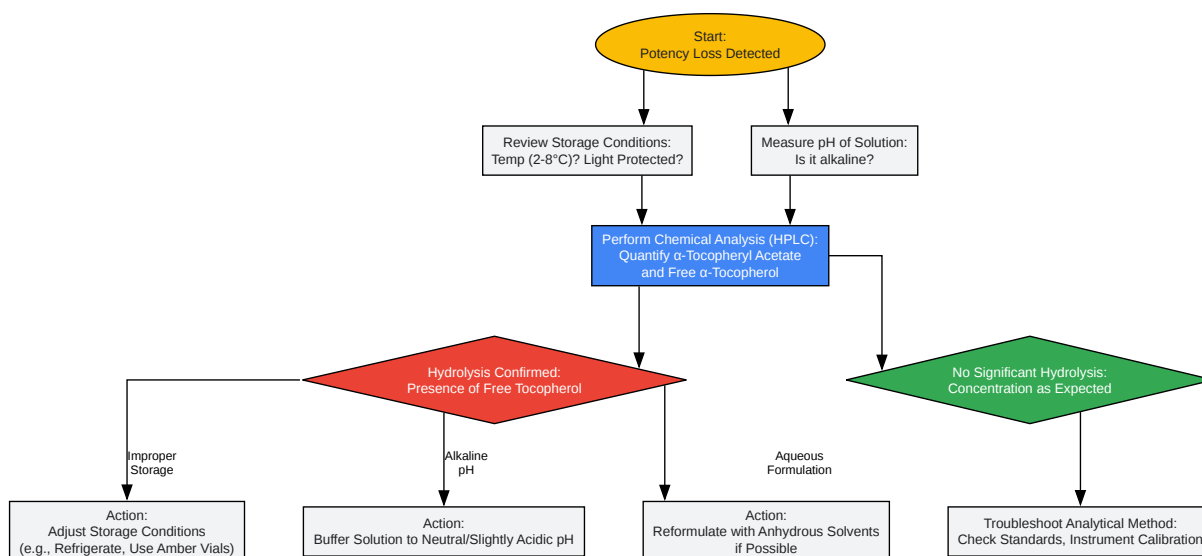 Start:
Potency Loss Detected
Review Storage Conditions:
Temp (2-8°C)? Light Protected?
Measure pH of Solution:
Is it alkaline?
Perform Chemical Analysis (HPLC):
Quantify α-Tocopheryl Acetate
and Free α-Tocopherol
Hydrolysis Confirmed:
Presence of Free Tocopherol
No Significant Hydrolysis:
Concentration as Expected
Improper
Storage
Alkaline
pH
Aqueous
Formulation
Action:
Adjust Storage Conditions
(e.g., Refrigerate, Use Amber Vials)
Action:
Buffer Solution to Neutral/Slightly Acidic pH
Action:
Reformulate with Anhydrous Solvents
if Possible
Troubleshoot Analytical Method:
Check Standards, Instrument Calibration